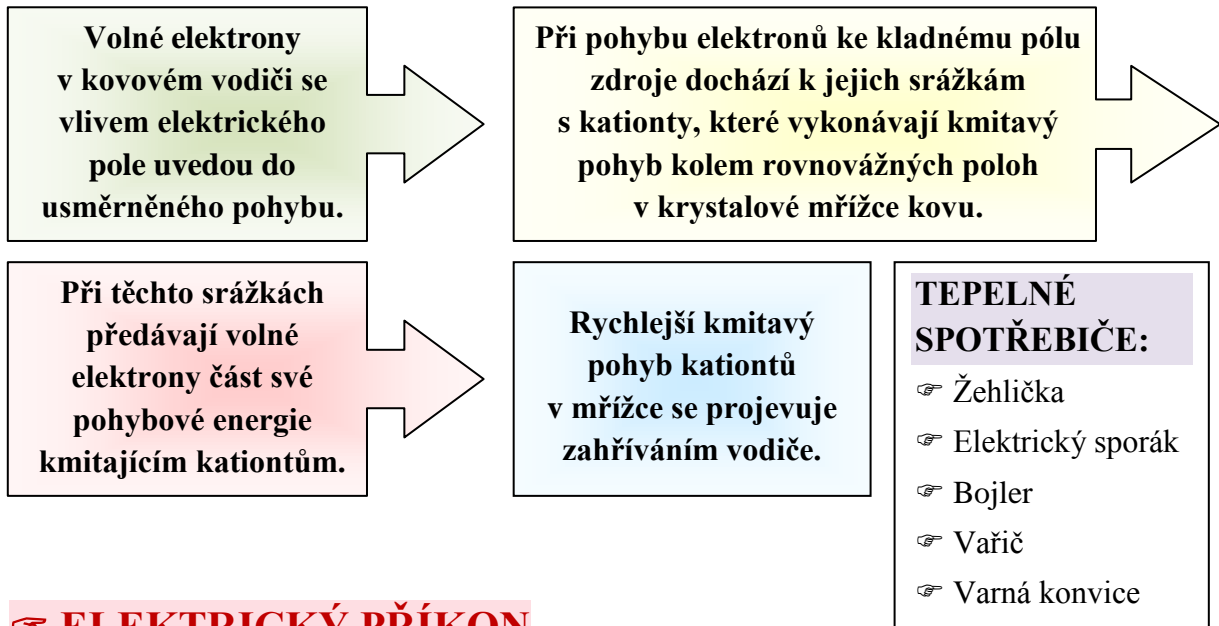 Volné elektrony
v kovovém vodiči se
vlivem elektrického
pole uvedou do
usměrněného pohybu.
Při pohybu elektronů ke kladnému pólu
zdroje dochází k jejich srážkám
s kationty, které vykonávají kmitavý
pohyb kolem rovnovážných poloh
v krystalové mřížce kovu.
Při těchto srážkách
předávají volné
elektrony část své
pohybové energie
kmitajícím kationtům.
Rychlejší kmitavý
pohyb kationtů
v mřížce se projevuje
zahříváním vodiče.
TEPELNÉ
SPOTŘEBIČE:
☞ Žehlička
☞ Elektrický sporák
☞ Bojler
☞ Vařič
☞ Varná konvice
☞ ELEKTRICKÝ PŘÍKON